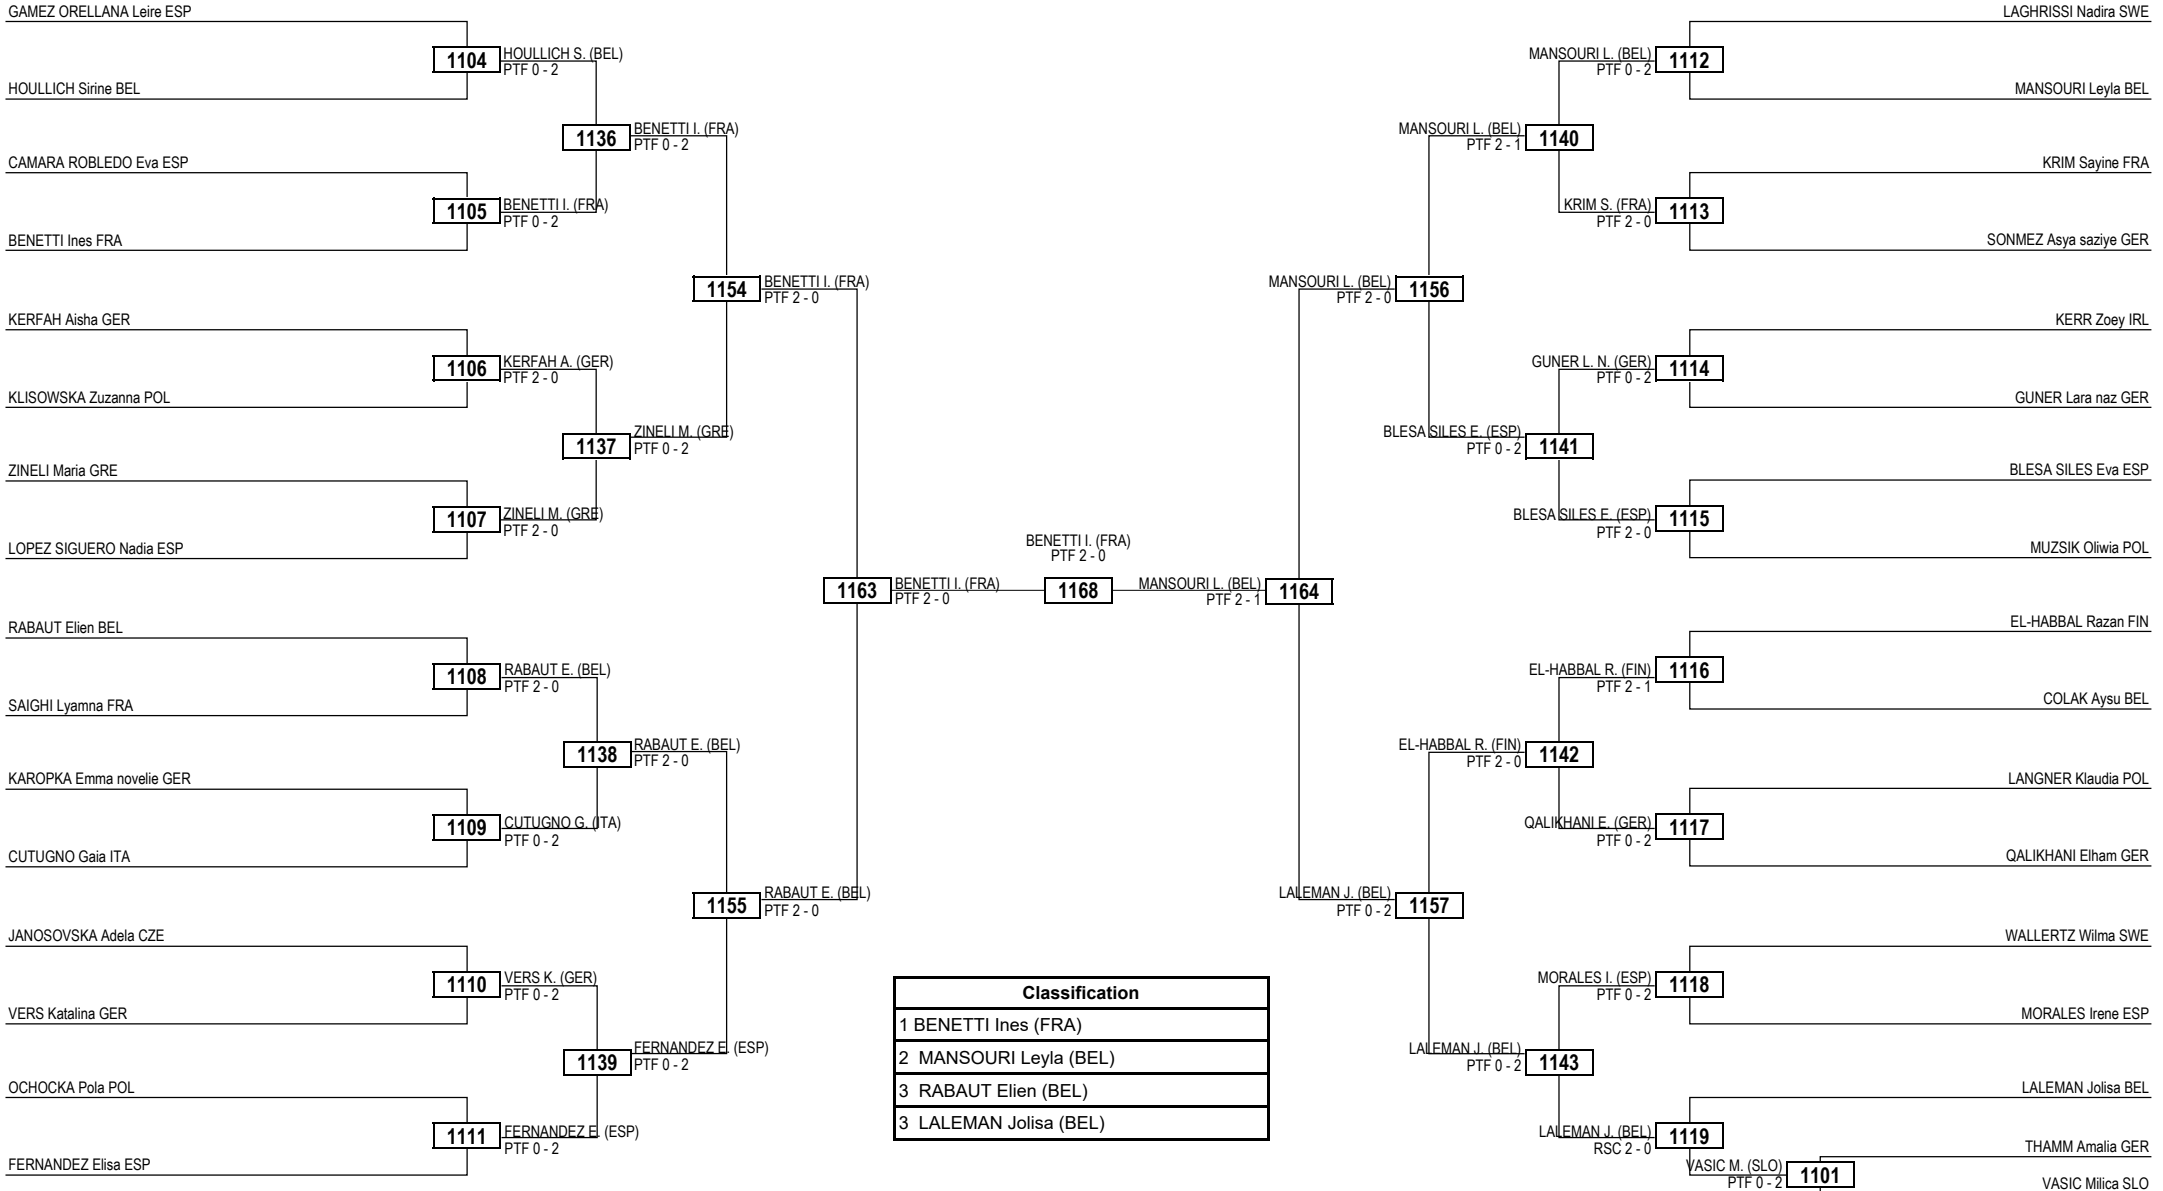 GAMEZ ORELLANA Leire ESP
1104
HOULLICH S. (BEL)
PTF 0 - 2
HOULLICH Sirine BEL
1136
BENETTI I. (FRA)
PTF 0 - 2
CAMARA ROBLEDO Eva ESP
1105
BENETTI I. (FRA)
PTF 0 - 2
BENETTI Ines FRA
1154
BENETTI I. (FRA)
PTF 2 - 0
KERFAH Aisha GER
1106
KERFAH A. (GER)
PTF 2 - 0
KLISOWSKA Zuzanna POL
1137
ZINELI M. (GRE)
PTF 0 - 2
ZINELI Maria GRE
1107
ZINELI M. (GRE)
PTF 2 - 0
LOPEZ SIGUERO Nadia ESP
1163
BENETTI I. (FRA)
PTF 2 - 0
RABAUT Elien BEL
1108
RABAUT E. (BEL)
PTF 2 - 0
SAIGHI Lyamna FRA
1138
RABAUT E. (BEL)
PTF 2 - 0
KAROPKA Emma novelie GER
1109
CUTUGNO G. (ITA)
PTF 0 - 2
CUTUGNO Gaia ITA
1155
RABAUT E. (BEL)
PTF 2 - 0
JANOSOVSKA Adela CZE
1110
VERS K. (GER)
PTF 0 - 2
VERS Katalina GER
1139
FERNANDEZ E. (ESP)
PTF 0 - 2
OCHOCKA Pola POL
1111
FERNANDEZ E. (ESP)
PTF 0 - 2
FERNANDEZ Elisa ESP
BENETTI I. (FRA)
PTF 2 - 0
1168
Classification
1 BENETTI Ines (FRA)
2 MANSOURI Leyla (BEL)
3 RABAUT Elien (BEL)
3 LALEMAN Jolisa (BEL)
LAGHRISSI Nadira SWE
MANSOURI L. (BEL)
PTF 0 - 2
1112
MANSOURI Leyla BEL
MANSOURI L. (BEL)
PTF 2 - 1
1140
KRIM Sayine FRA
KRIM S. (FRA)
PTF 2 - 0
1113
SONMEZ Asya saziye GER
MANSOURI L. (BEL)
PTF 2 - 0
1156
KERR Zoey IRL
GUNER L. N. (GER)
PTF 0 - 2
1114
GUNER Lara naz GER
BLESA SILES E. (ESP)
PTF 0 - 2
1141
BLESA SILES Eva ESP
BLESA SILES E. (ESP)
PTF 2 - 0
1115
MUZSIK Oliwia POL
MANSOURI L. (BEL)
PTF 2 - 1
1164
EL-HABBAL Razan FIN
EL-HABBAL R. (FIN)
PTF 2 - 1
1116
COLAK Aysu BEL
EL-HABBAL R. (FIN)
PTF 2 - 0
1142
LANGNER Klaudia POL
QALIKHANI E. (GER)
PTF 0 - 2
1117
QALIKHANI Elham GER
LALEMAN J. (BEL)
PTF 0 - 2
1157
WALLERTZ Wilma SWE
MORALES I. (ESP)
PTF 0 - 2
1118
MORALES Irene ESP
LALEMAN J. (BEL)
PTF 0 - 2
1143
LALEMAN Jolisa BEL
LALEMAN J. (BEL)
RSC 2 - 0
1119
THAMM Amalia GER
VASIC M. (SLO)
PTF 0 - 2
1101
VASIC Milica SLO